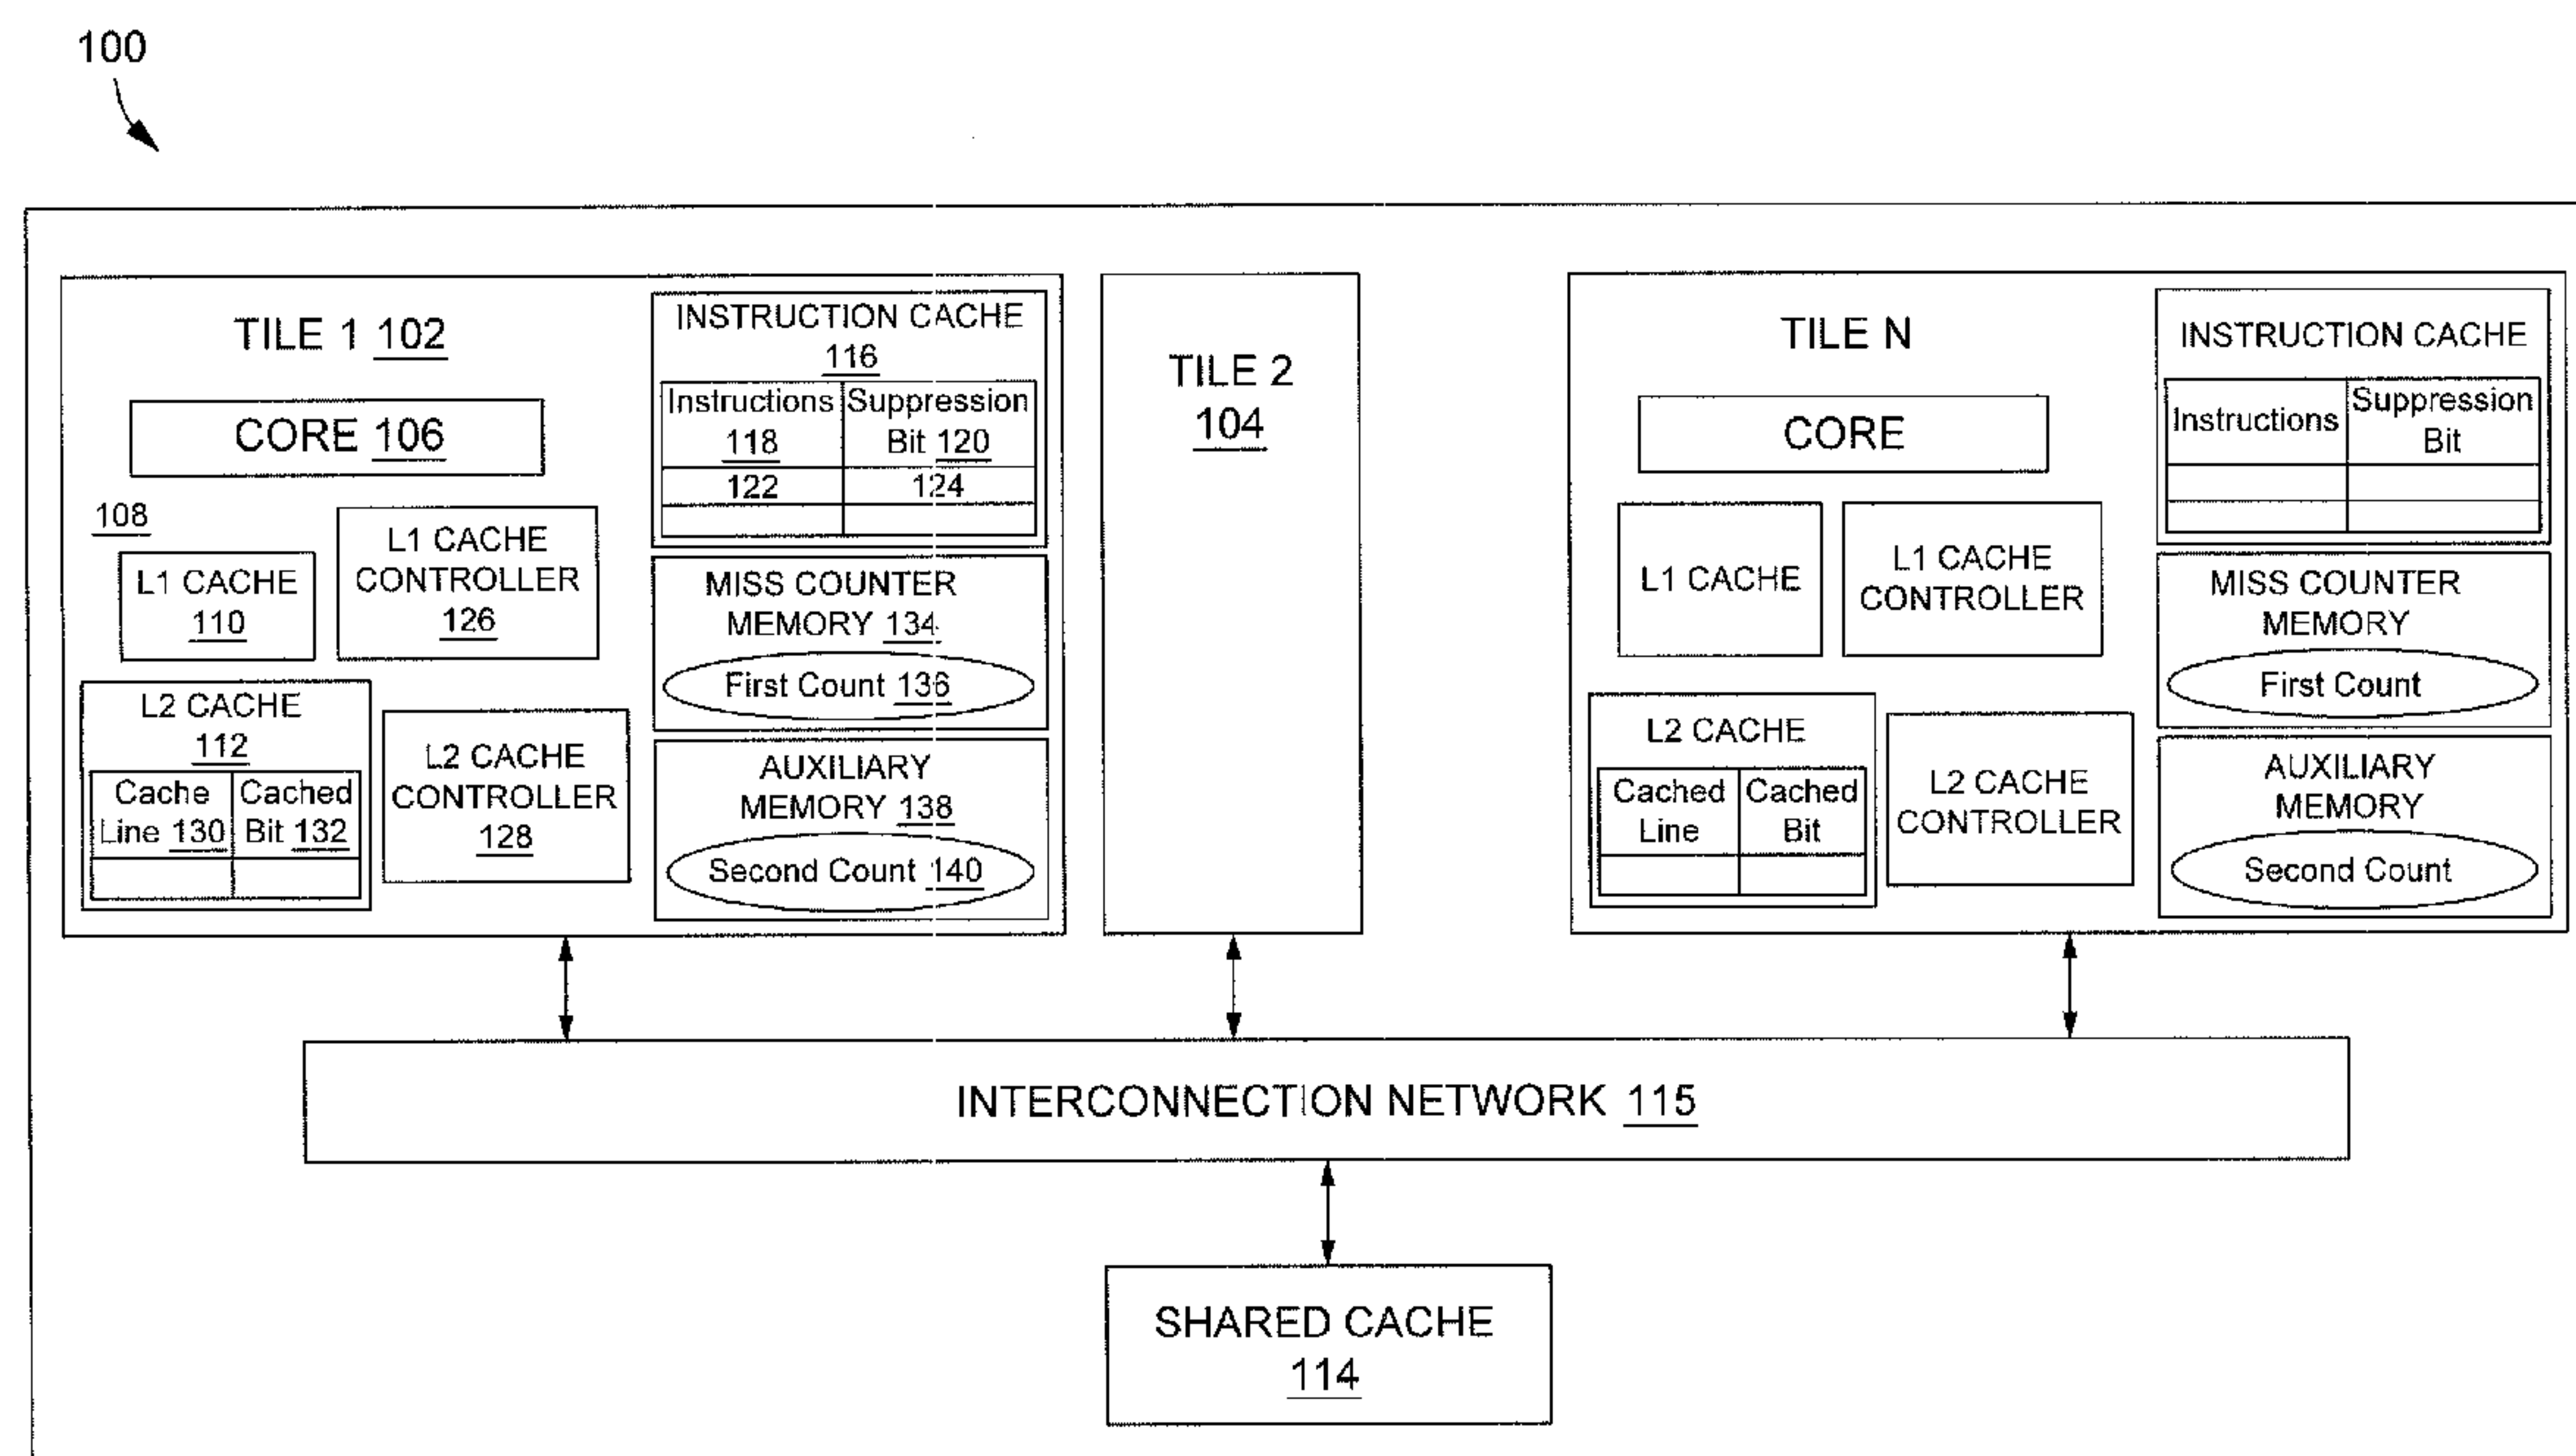 100
TILE 1 102
CORE 106
108
L1 CACHE
110
L1 CACHE
CONTROLLER
126
L2 CACHE
112
Cache
Line 130
Cached
Bit 132
L2 CACHE
CONTROLLER
128
INSTRUCTION CACHE
116
Instructions
118
Suppression
Bit 120
122
124
MISS COUNTER
MEMORY 134
First Count 136
AUXILIARY
MEMORY 138
Second Count 140
TILE 2
104
TILE N
CORE
L1 CACHE
L1 CACHE
CONTROLLER
L2 CACHE
Cached
Line
Cached
Bit
L2 CACHE
CONTROLLER
INSTRUCTION CACHE
Instructions
Suppression
Bit
MISS COUNTER
MEMORY
First Count
AUXILIARY
MEMORY
Second Count
INTERCONNECTION NETWORK 115
SHARED CACHE
114